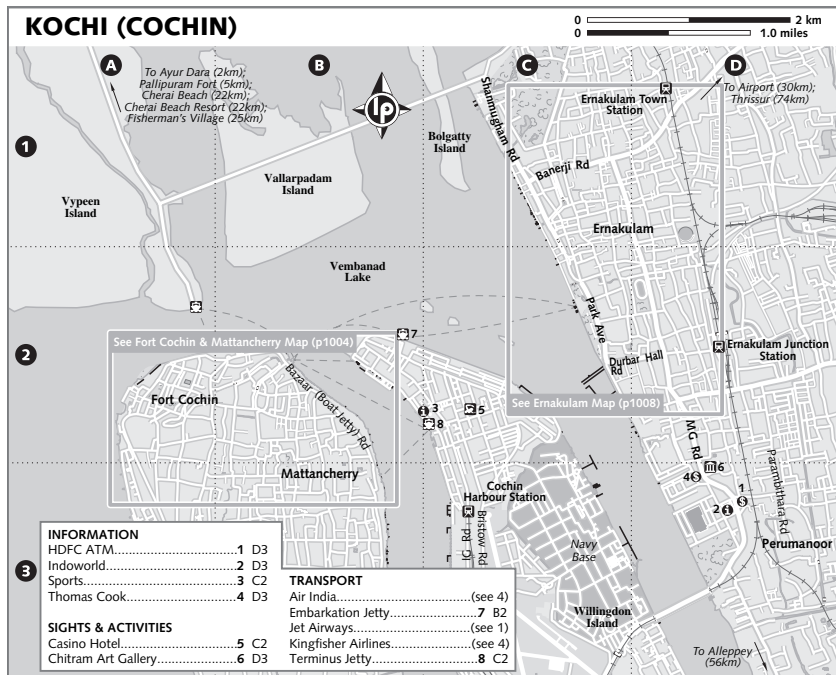 KOCHI (COCHIN)
0 2 km
0 1.0 miles
A
B
C
D
To Ayur Dara (2km);
Pallipuram Fort (5km);
Cherai Beach (22km);
Cherai Beach Resort (22km);
Fisherman's Village (25km)
lp
Shanmugham Rd
Ernakulam Town
Station
To Airport (30km);
Thrissur (74km)
1
Bolgatty
Island
Banerji Rd
Vallarpadam
Island
Vypeen
Island
Ernakulam
Vembanad
Lake
Park Ave
2
See Fort Cochin & Mattancherry Map (p1004)
7
Ernakulam Junction
Station
Durbar Hall
Rd
Fort Cochin
Bazaar (Boat Jetty) Rd
3
5
8
See Ernakulam Map (p1008)
MG Rd
Mattancherry
6
4
Parambithara Rd
1
2
Cochin
Harbour Station
IG Rd
Bristow Rd
Navy
Base
Perumanoor
3
Willingdon
Island
To Alleppey
(56km)
INFORMATION
HDFC ATM 1 D3
Indoworld 2 D3
Sports 3 C2
Thomas Cook 4 D3
SIGHTS & ACTIVITIES
Casino Hotel 5 C2
Chitram Art Gallery 6 D3
TRANSPORT
Air India (see 4)
Embarkation Jetty 7 B2
Jet Airways (see 1)
Kingfisher Airlines (see 4)
Terminus Jetty 8 C2